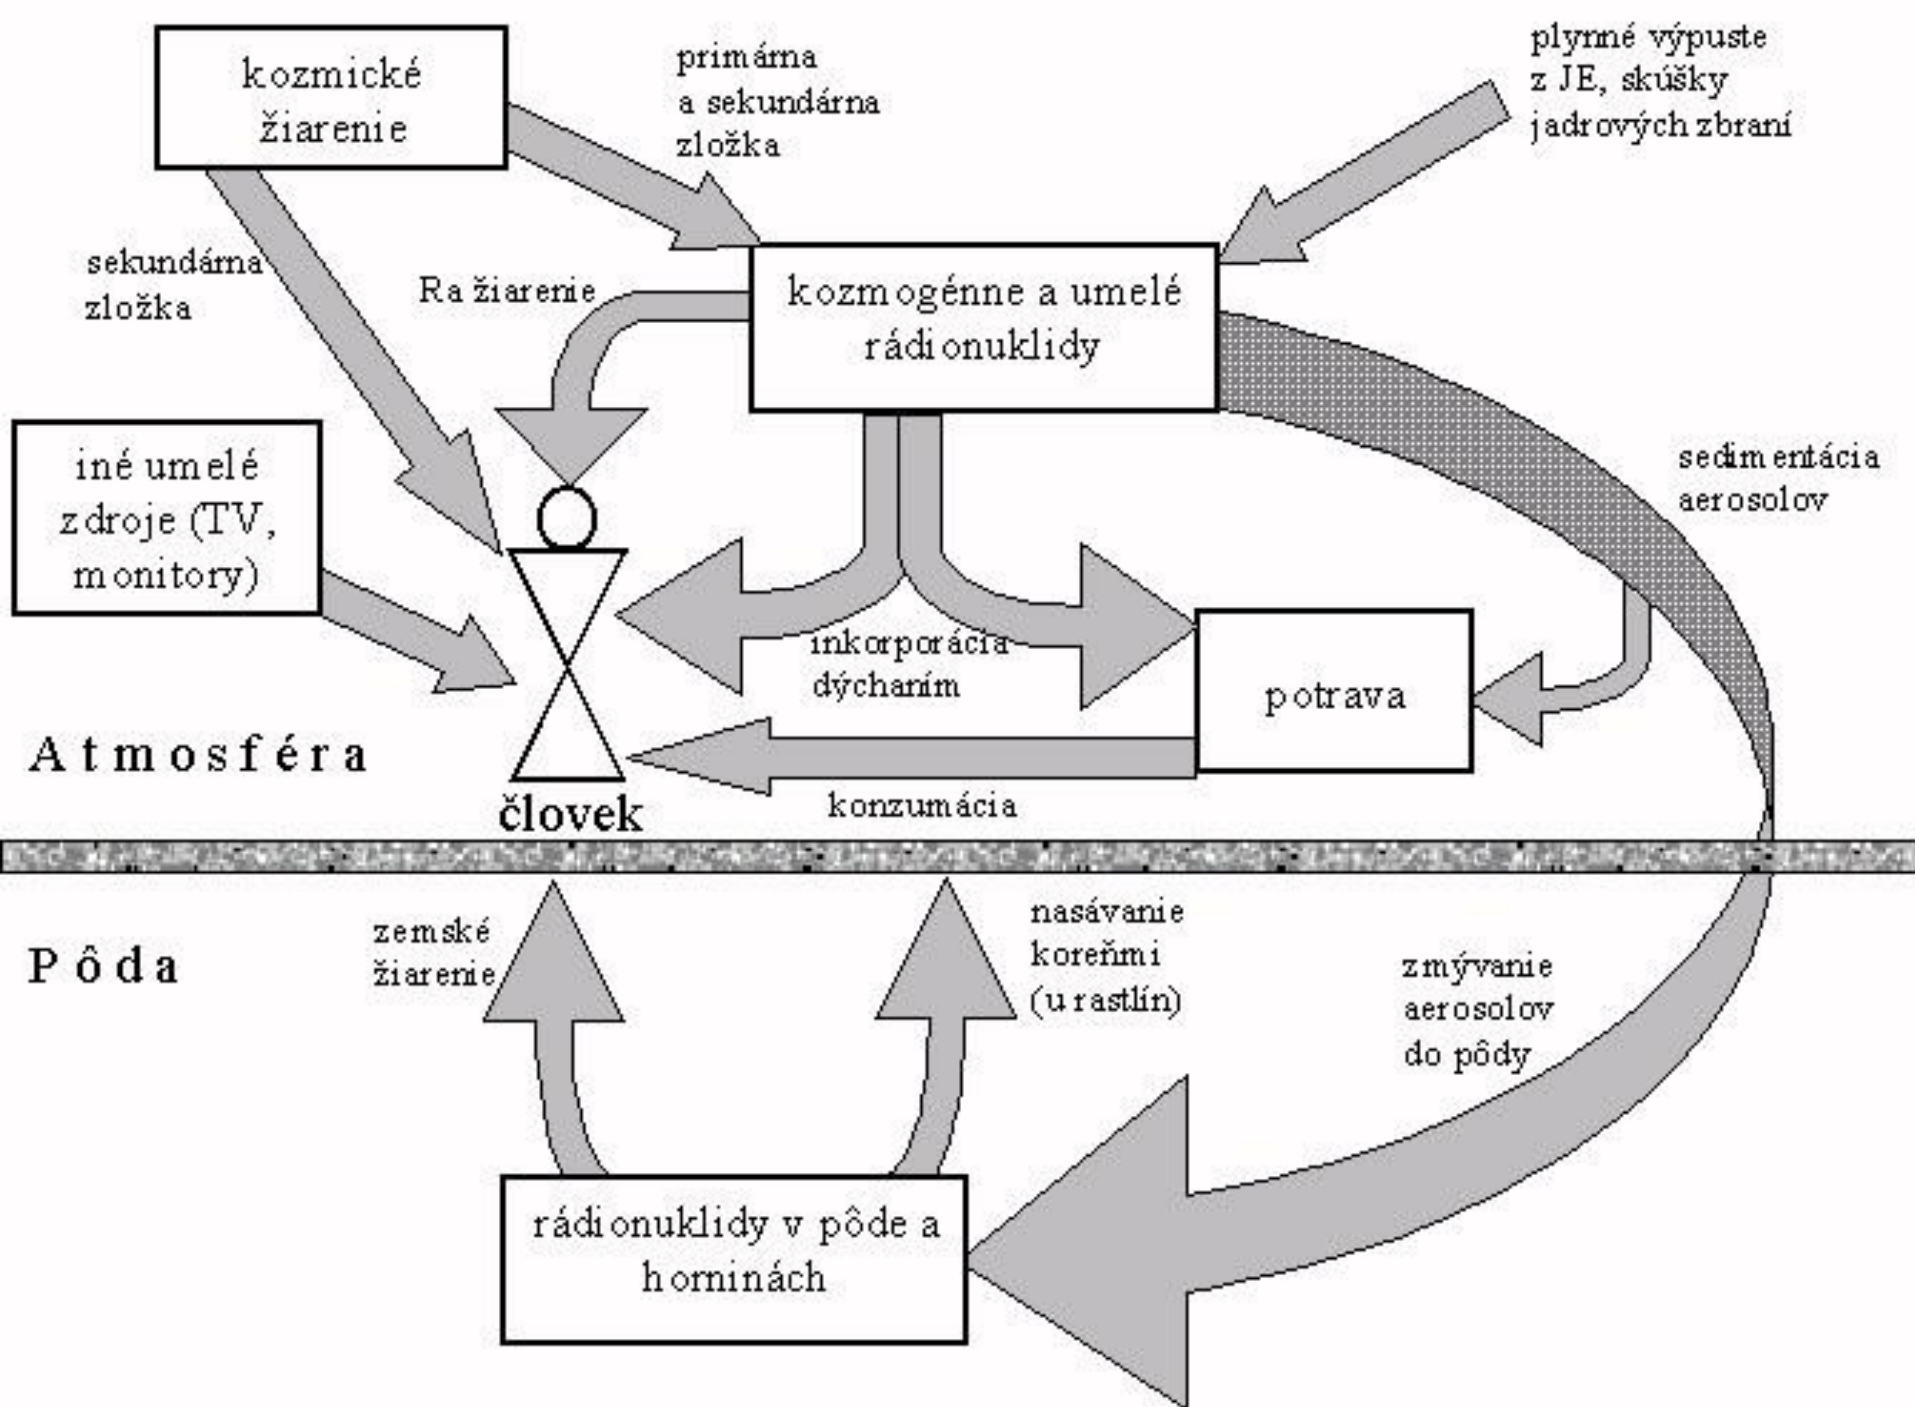 kozmické
žiarenie
primárna
a sekundárna
zložka
plynné výpuste
z JE, skúšky
jadrových zbraní
sekundárna
zložka
Ra žiarenie
kozmogénne a umelé
rádionuklidy
iné umelé
zdroje (TV,
monitory)
sedimentácia
aerosolov
inkorporácia
dýchaním
potrava
Atmosféra
konzumácia
človek
Pôda
zemské
žiarenie
nasávanie
koreňmi
(u rastlín)
zmývanie
aerosolov
do pôdy
rádionuklidy v pôde a
horninách